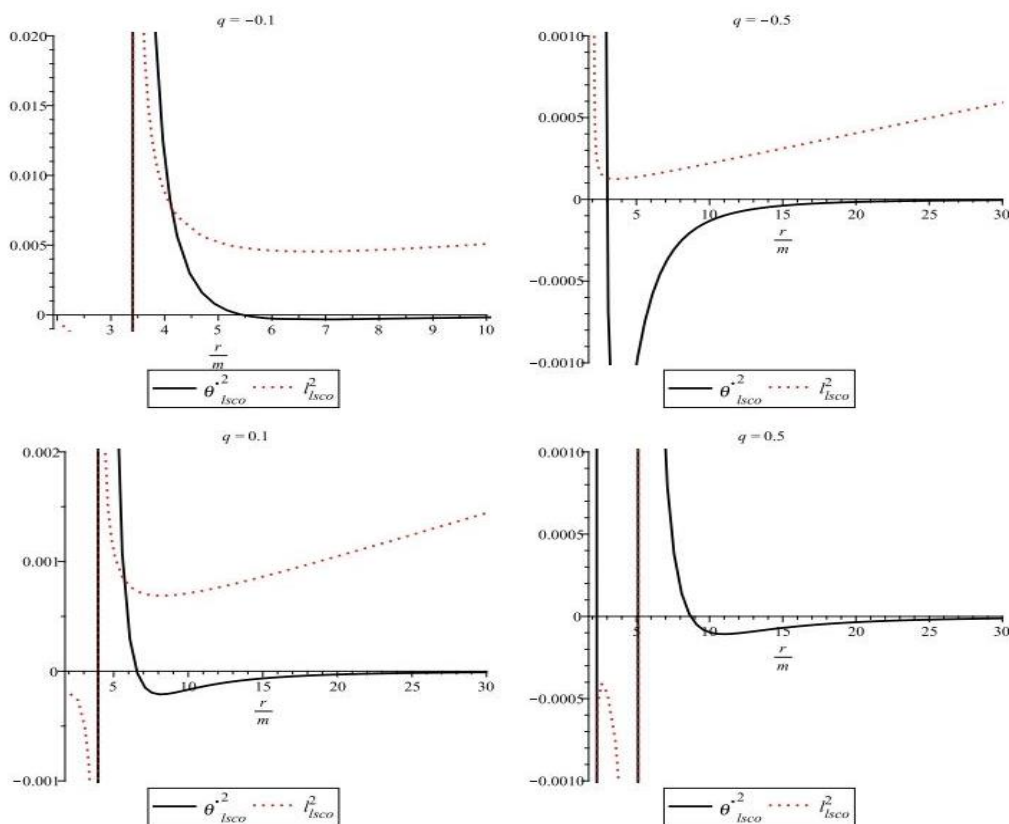 q = −0.1
0.020
0.015
0.010
0.005
0
3 4 5 6 7 8 9 10
r
m
θ˙2lsco l2lsco
q = −0.5
0.0010
0.0005
0
−0.0005
−0.0010
5 10 15 20 25 30
r
m
θ˙2lsco l2lsco
q = 0.1
0.002
0.001
0
−0.001
5 10 15 20 25 30
r
m
θ˙2lsco l2lsco
q = 0.5
0.0010
0.0005
0
−0.0005
−0.0010
5 10 15 20 25 30
r
m
θ˙2lsco l2lsco